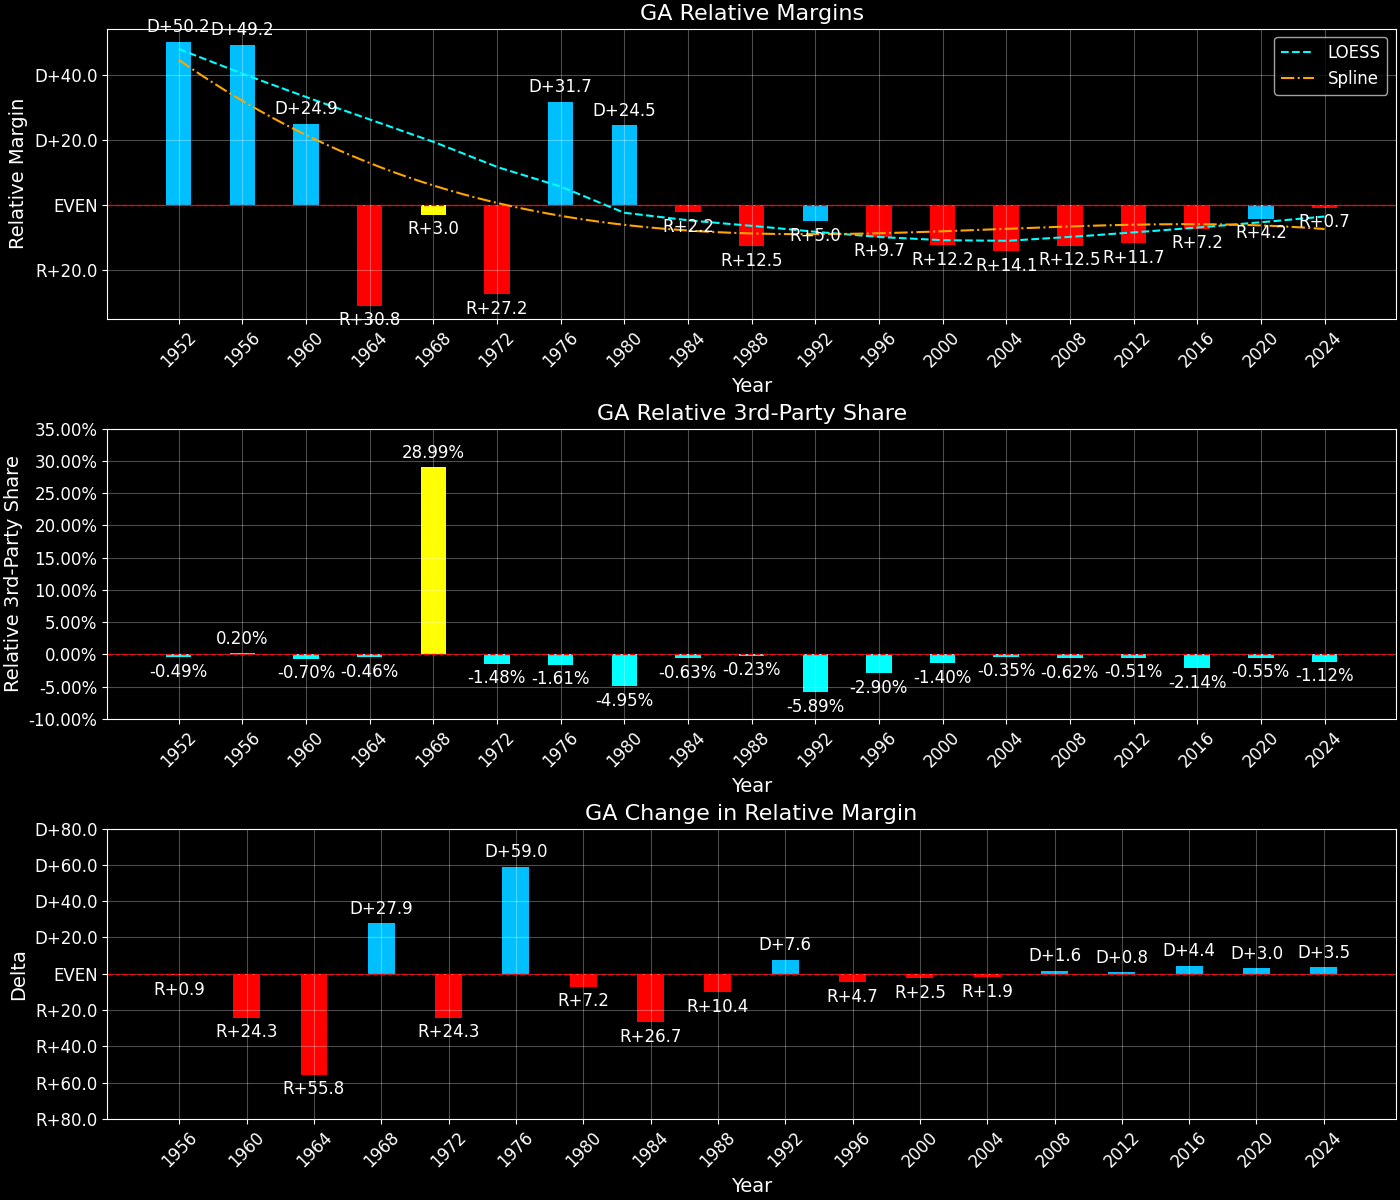 GA Relative Margins
Relative Margin
D+40.0
D+20.0
EVEN
R+20.0
D+50.2
D+49.2
D+24.9
R+30.8
R+3.0
R+27.2
D+31.7
D+24.5
R+2.2
R+12.5
R+5.0
R+9.7
R+12.2
R+14.1
R+12.5
R+11.7
R+7.2
R+4.2
R+0.7
LOESS
Spline
1952 1956 1960 1964 1968 1972 1976 1980 1984 1988 1992 1996 2000 2004 2008 2012 2016 2020 2024
Year
GA Relative 3rd-Party Share
Relative 3rd-Party Share
35.00%
30.00%
25.00%
20.00%
15.00%
10.00%
5.00%
0.00%
-5.00%
-10.00%
-0.49%
0.20%
-0.70%
-0.46%
28.99%
-1.48%
-1.61%
-4.95%
-0.63%
-0.23%
-5.89%
-2.90%
-1.40%
-0.35%
-0.62%
-0.51%
-2.14%
-0.55%
-1.12%
1952 1956 1960 1964 1968 1972 1976 1980 1984 1988 1992 1996 2000 2004 2008 2012 2016 2020 2024
Year
GA Change in Relative Margin
Delta
D+80.0
D+60.0
D+40.0
D+20.0
EVEN
R+20.0
R+40.0
R+60.0
R+80.0
R+0.9
R+24.3
R+55.8
D+27.9
R+24.3
D+59.0
R+7.2
R+26.7
R+10.4
D+7.6
R+4.7
R+2.5
R+1.9
D+1.6
D+0.8
D+4.4
D+3.0
D+3.5
1956 1960 1964 1968 1972 1976 1980 1984 1988 1992 1996 2000 2004 2008 2012 2016 2020 2024
Year